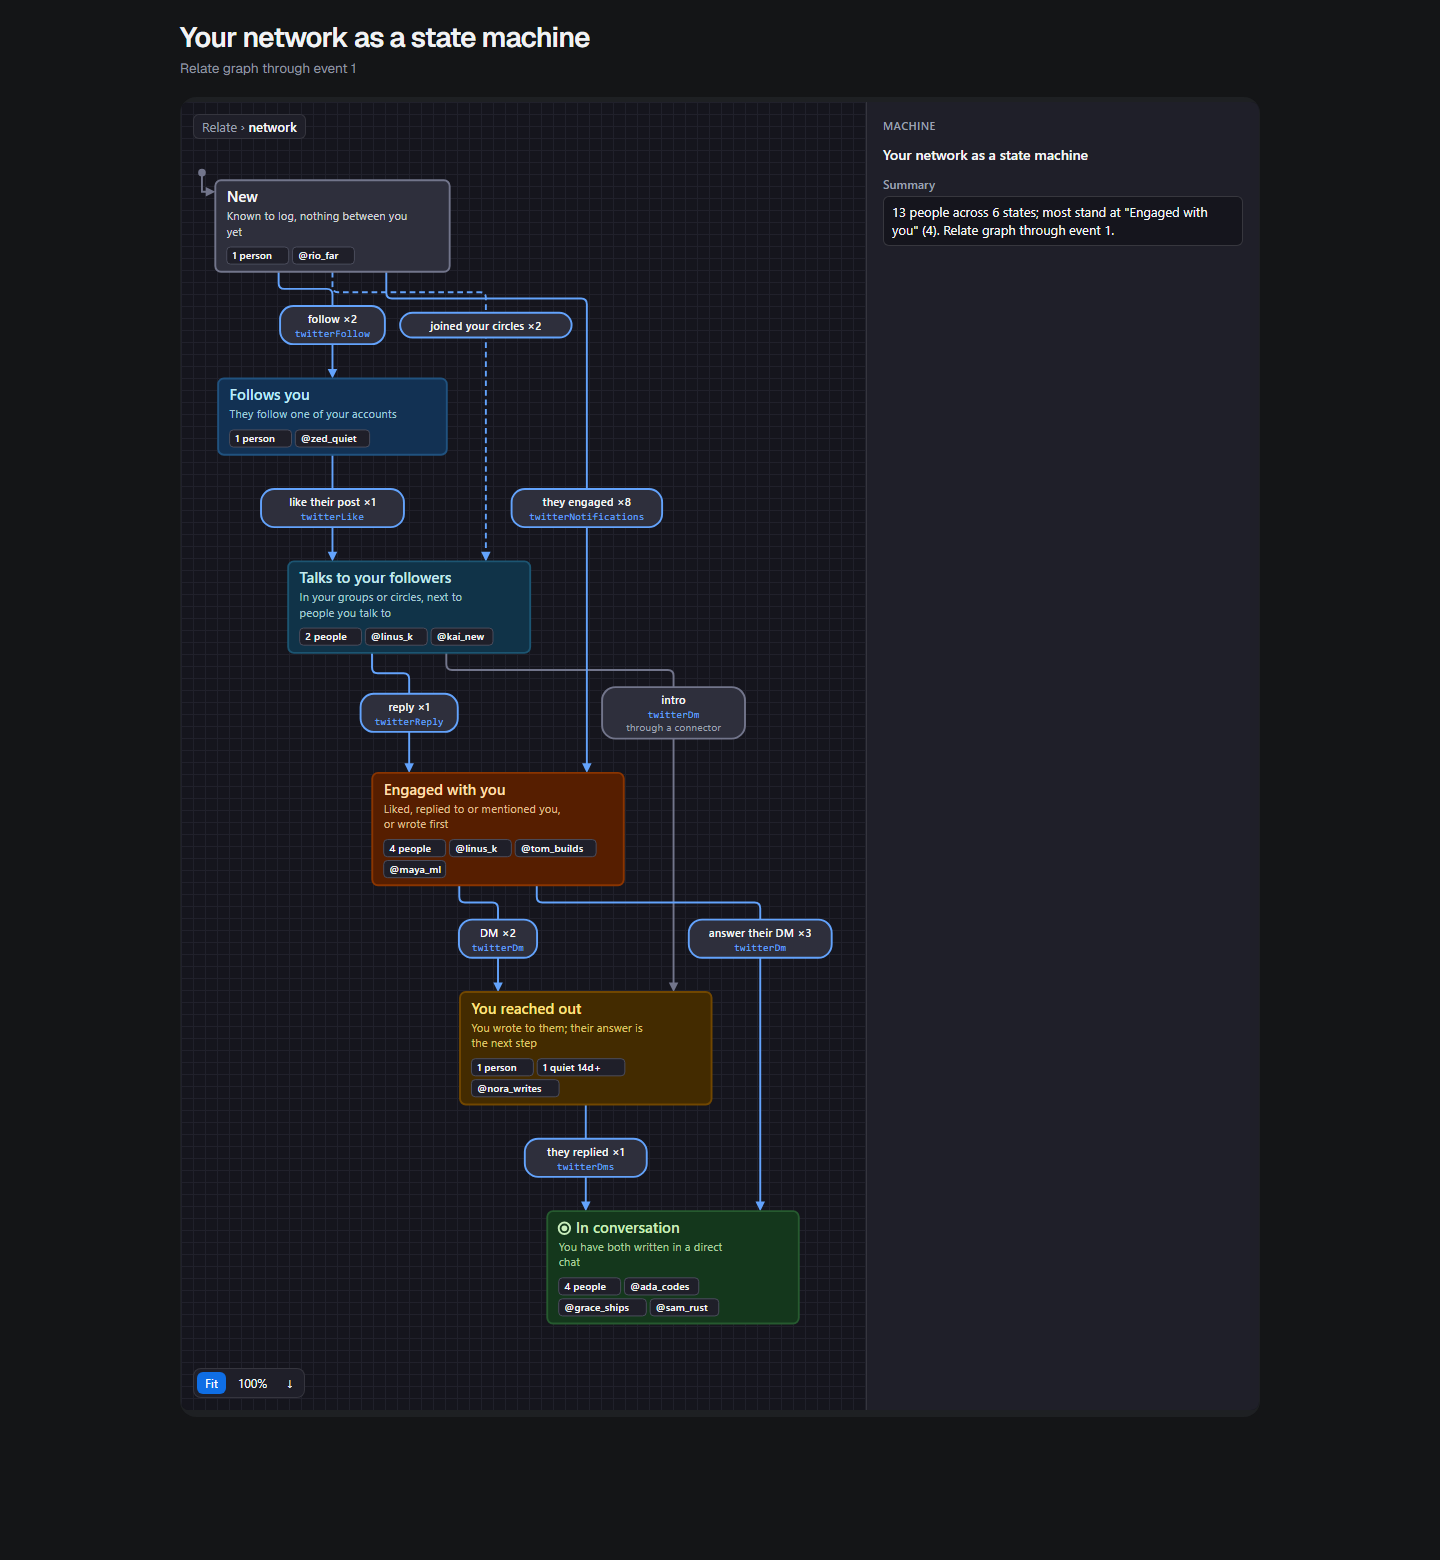 Your network as a state machine
Relate graph through event 1
Relate › network
MACHINE
Your network as a state machine
Summary
13 people across 6 states; most stand at "Engaged with
you" (4). Relate graph through event 1.
New
Known to log, nothing between you
yet
1 person @rio_far
follow ×2
twitterFollow
joined your circles ×2
Follows you
They follow one of your accounts
1 person @zed_quiet
like their post ×1
twitterLike
they engaged ×8
twitterNotifications
Talks to your followers
In your groups or circles, next to
people you talk to
2 people @linus_k @kai_new
reply ×1
twitterReply
intro
twitterDm
through a connector
Engaged with you
Liked, replied to or mentioned you,
or wrote first
4 people @linus_k @tom_builds
@maya_ml
DM ×2
twitterDm
answer their DM ×3
twitterDm
You reached out
You wrote to them; their answer is
the next step
1 person 1 quiet 14d+
@nora_writes
they replied ×1
twitterDms
In conversation
You have both written in a direct
chat
4 people @ada_codes
@grace_ships @sam_rust
Fit 100% ↓